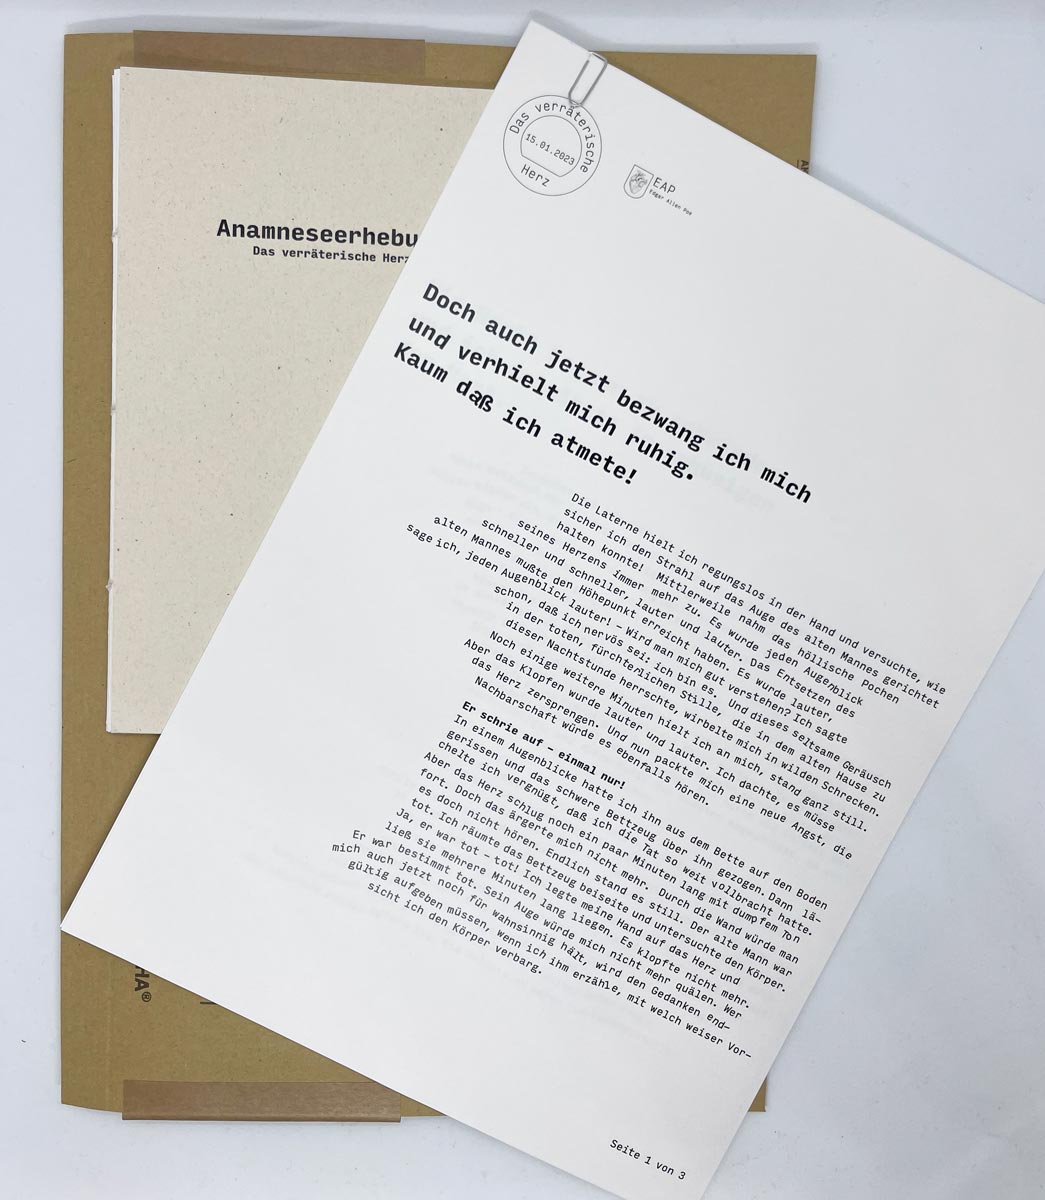 Das verräterische
15.01.2023
Herz
EAP
Edgar Allen Poe
Anamneseerhebu
Das verräterische Herz
Doch auch jetzt bezwang ich mich
und verhielt mich ruhig.
Kaum daß ich atmete!
Die Laterne hielt ich regungslos in der Hand und versuchte, wie
sicher ich den Strahl auf das Auge des alten Mannes gerichtet
halten konnte! Mittlerweile nahm das höllische Pochen
seines Herzens immer mehr zu. Es wurde jeden Augenblick
schneller und schneller, lauter und lauter. Das Entsetzen des
alten Mannes mußte den Höhepunkt erreicht haben. Es wurde lauter,
sage ich, jeden Augenblick lauter! – Wird man mich gut verstehen? Ich sagte
schon, daß ich nervös sei: ich bin es. Und dieses seltsame Geräusch
in der toten, fürchterlichen Stille, die in dem alten Hause zu
dieser Nachtstunde herrschte, wirbelte mich in wilden Schrecken.
Noch einige weitere Minuten hielt ich an mich, stand ganz still.
Aber das Klopfen wurde lauter und lauter. Ich dachte, es müsse
das Herz zersprengen. Und nun packte mich eine neue Angst, die
Nachbarschaft würde es ebenfalls hören.
Er schrie auf – einmal nur!
In einem Augenblicke hatte ich ihn aus dem Bette auf den Boden
gerissen und das schwere Bettzeug über ihn gezogen. Dann lä-
chelte ich vergnügt, daß ich die Tat so weit vollbracht hatte.
Aber das Herz schlug noch ein paar Minuten lang mit dumpfem Ton
fort. Doch das ärgerte mich nicht mehr. Durch die Wand würde man
es doch nicht hören. Endlich stand es still. Der alte Mann war
tot. Ich räumte das Bettzeug beiseite und untersuchte den Körper.
Ja, er war tot – tot! Ich legte meine Hand auf das Herz und
ließ sie mehrere Minuten lang liegen. Es klopfte nicht mehr.
Er war bestimmt tot. Sein Auge würde mich nicht mehr quälen. Wer
mich auch jetzt noch für wahnsinnig hält, wird den Gedanken end-
gültig aufgeben müssen, wenn ich ihm erzähle, mit welch weiser Vor-
sicht ich den Körper verbarg.
Seite 1 von 3
HA®